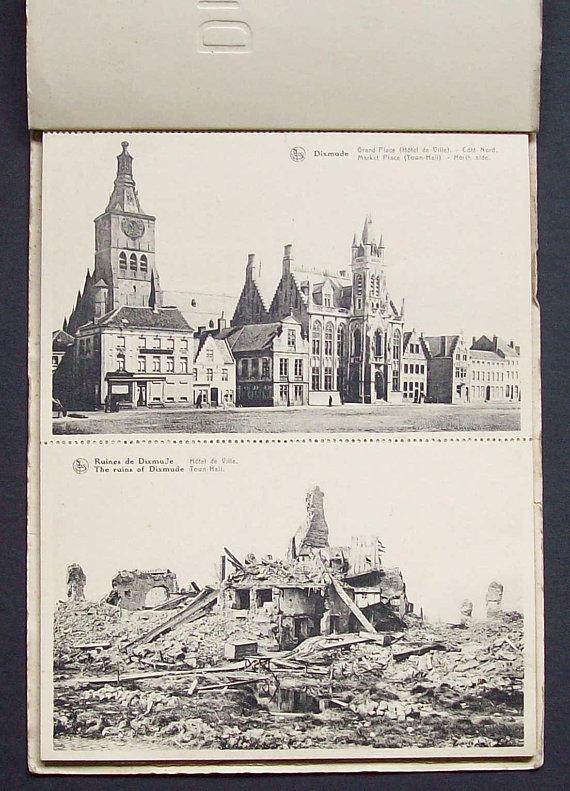 DI
Dixmude
Grand'Place (Hôtel de Ville). - Côté Nord.
Market Place (Town-Hall) - North side.
Ruines de Dixmude Hôtel de Ville.
The ruins of Dixmude Town-Hall.